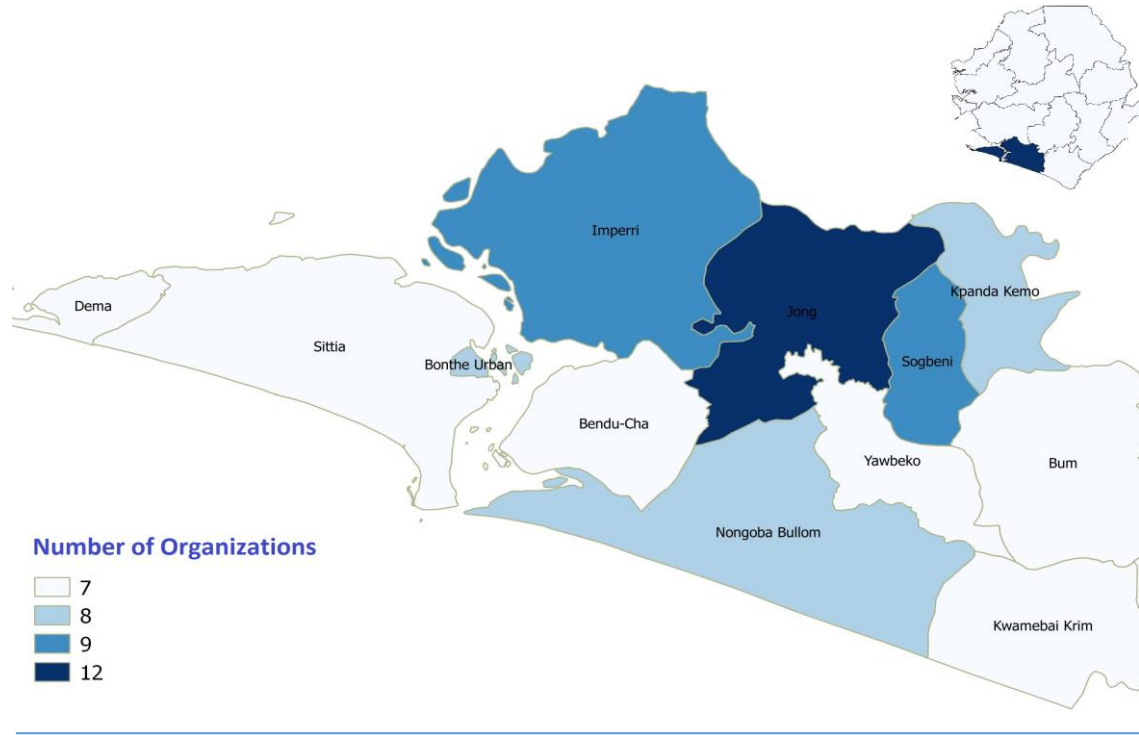 Imperri
Kpanda Kemo
Dema
Jong
Sittia
Bonthe Urban
Sogbeni
Bendu-Cha
Yawbeko
Bum
Nongoba Bullom
Kwamebai Krim
Number of Organizations
7
8
9
12